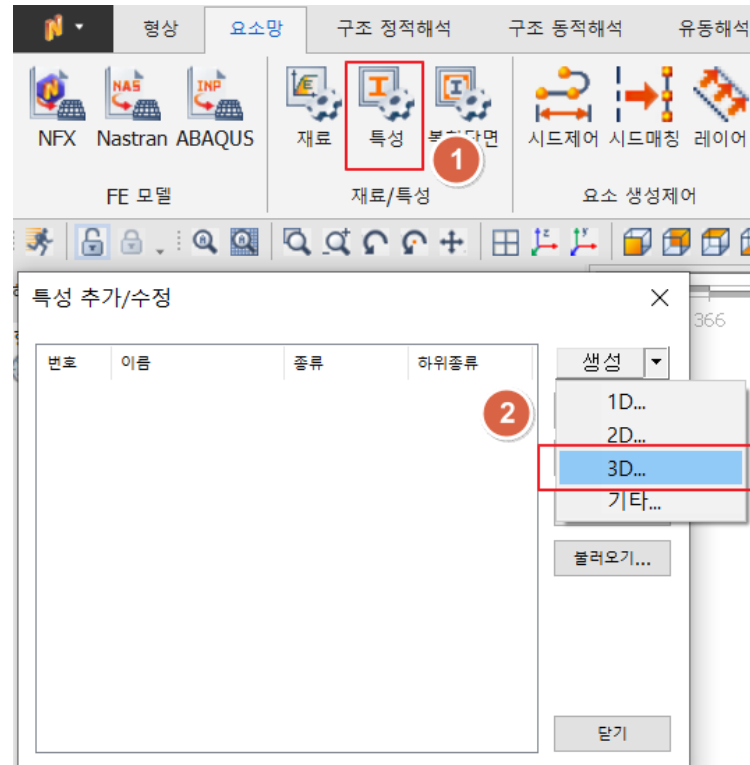 형상 요소망 구조 정적해석 구조 동적해석 유동해석
NAS INP
NFX Nastran ABAQUS 재료 특성 시드제어 시드매칭 레이어
1
FE 모델 재료/특성 요소 생성제어
특성 추가/수정
366
번호 이름 종류 하위종류 생성
1D...
2
2D...
3D...
기타...
불러오기...
닫기